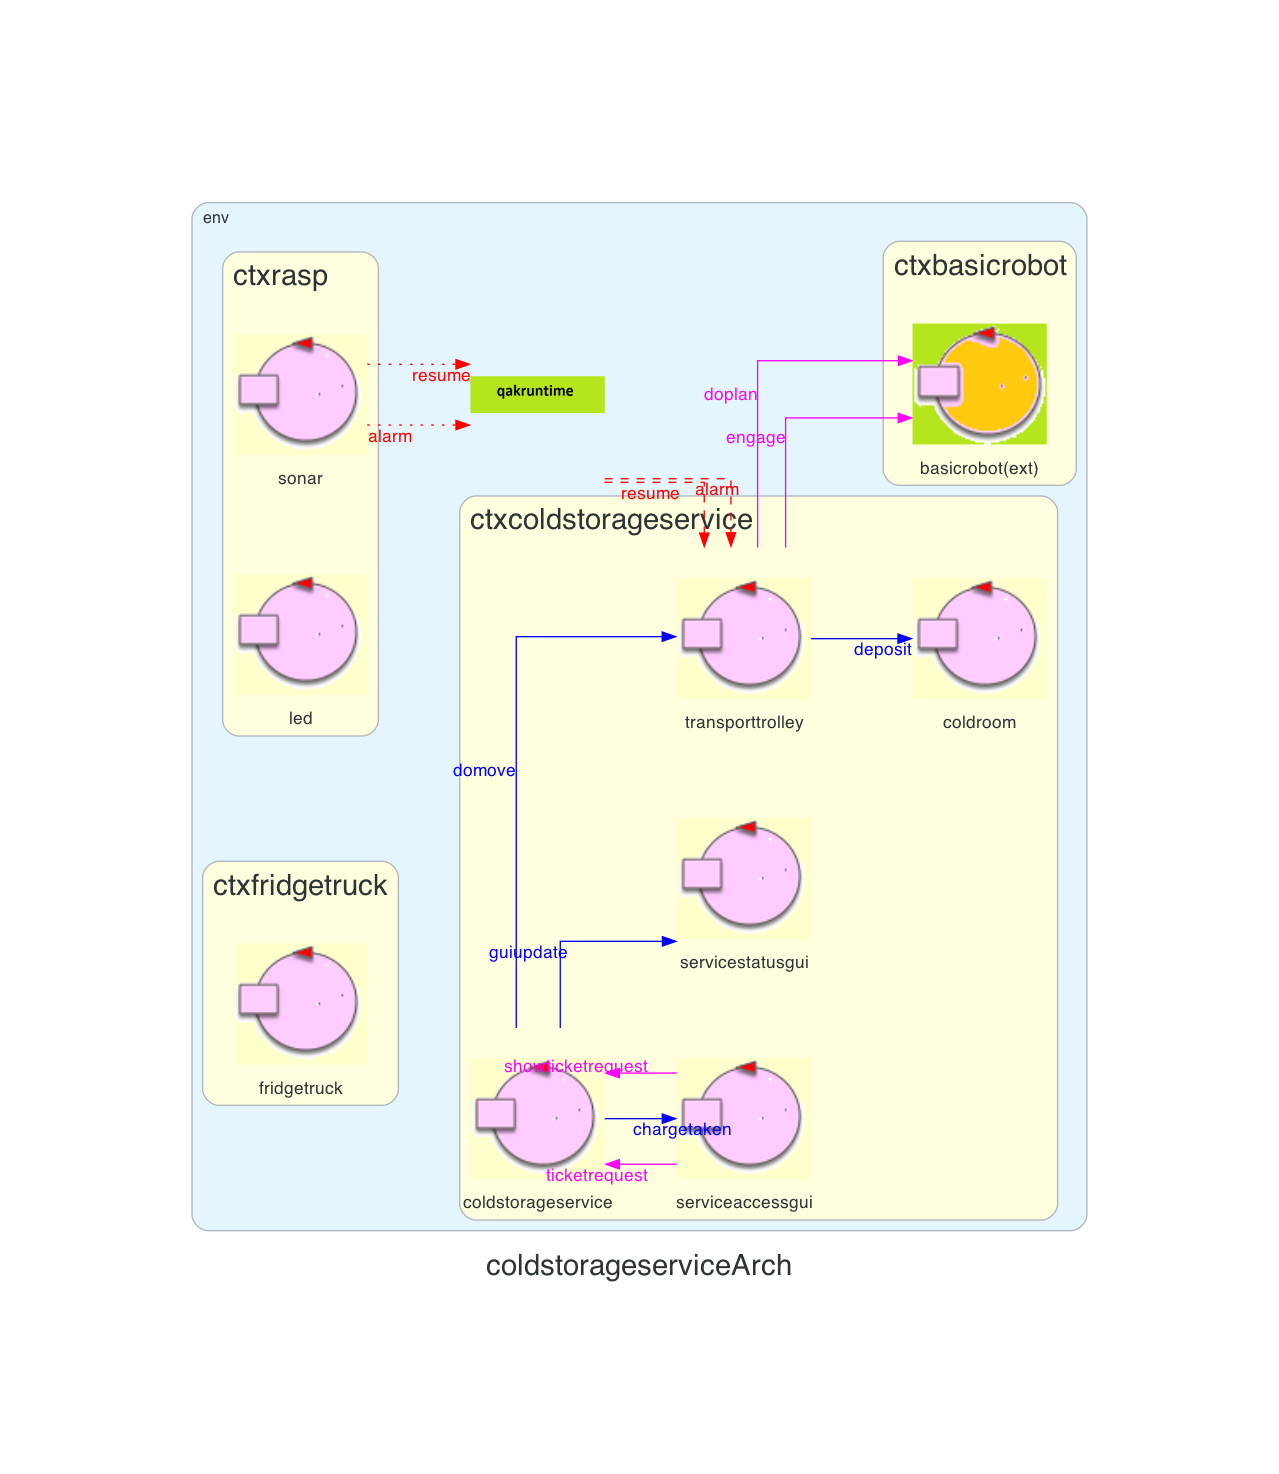 env
ctxrasp
ctxbasicrobot
sonar
resume
alarm
qakruntime
doplan
engage
basicrobot(ext)
resume
alarm
ctxcoldstorageservice
led
transporttrolley
deposit
coldroom
domove
ctxfridgetruck
fridgetruck
guiupdate
servicestatusgui
showticketrequest
chargetaken
ticketrequest
coldstorageservice
serviceaccessgui
coldstorageserviceArch